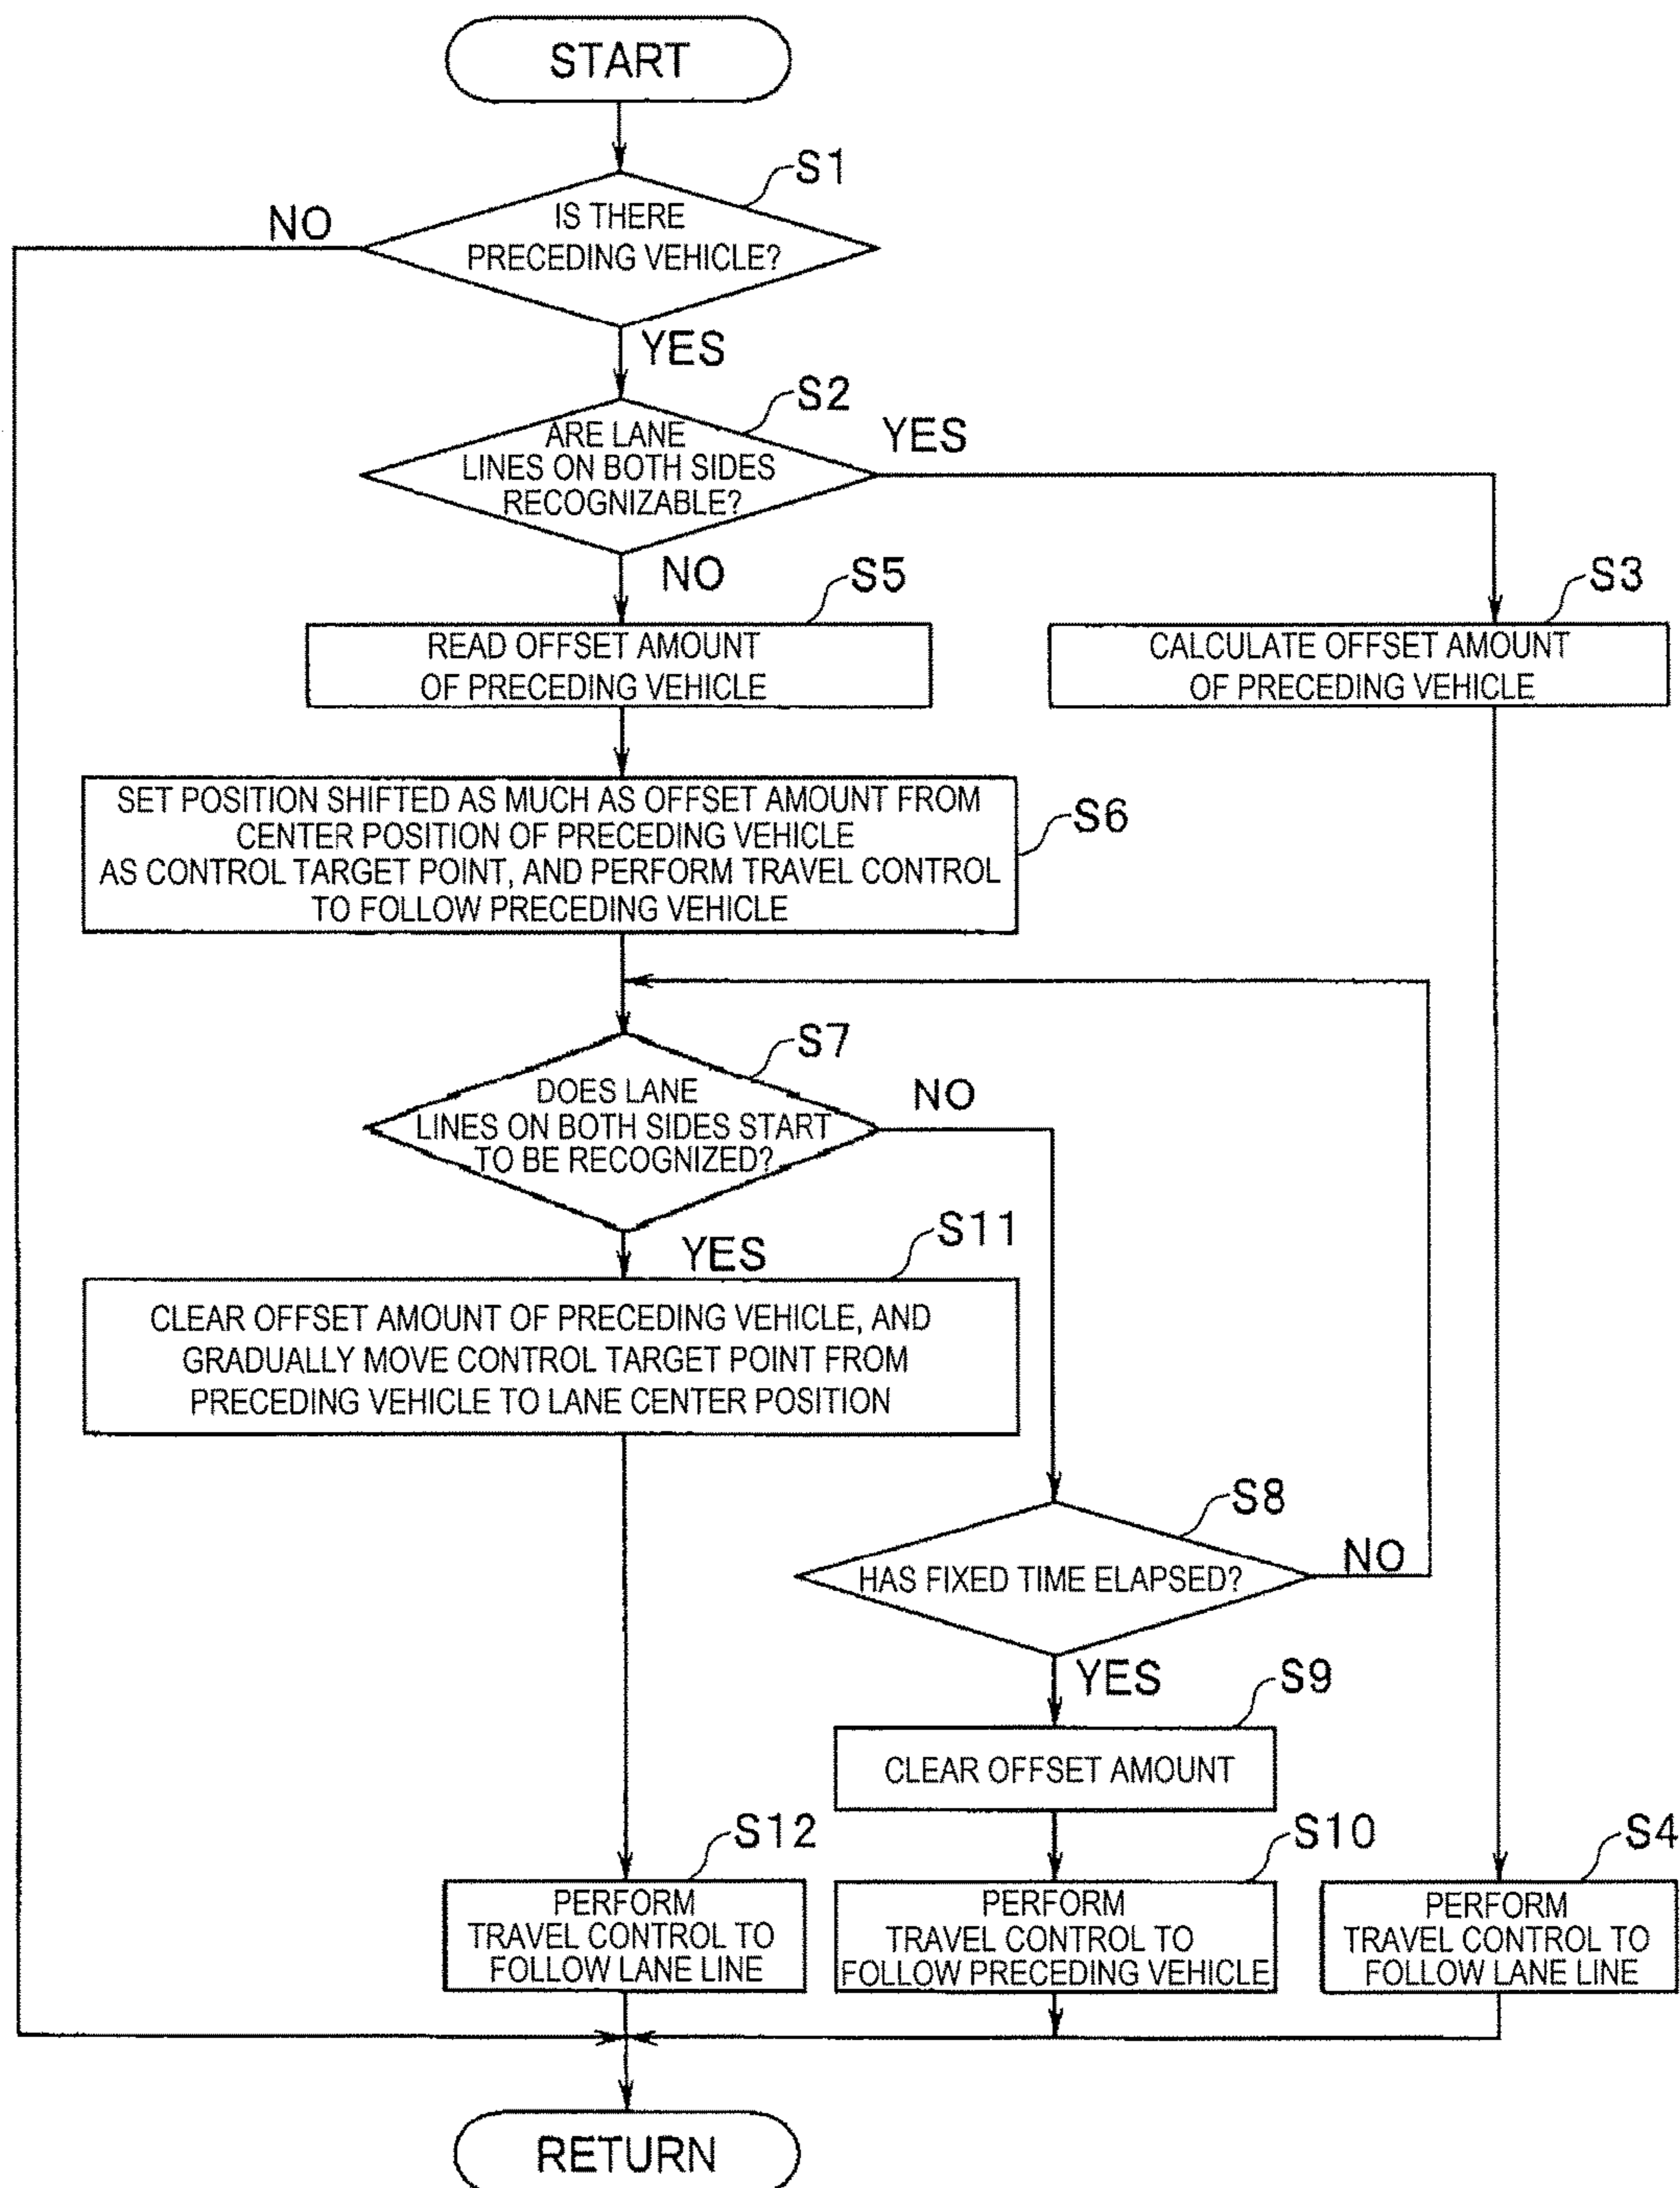 START
S1
NO
IS THERE
PRECEDING VEHICLE?
YES
S2
YES
ARE LANE
LINES ON BOTH SIDES
RECOGNIZABLE?
NO
S5
S3
READ OFFSET AMOUNT
OF PRECEDING VEHICLE
CALCULATE OFFSET AMOUNT
OF PRECEDING VEHICLE
SET POSITION SHIFTED AS MUCH AS OFFSET AMOUNT FROM
CENTER POSITION OF PRECEDING VEHICLE
AS CONTROL TARGET POINT, AND PERFORM TRAVEL CONTROL
TO FOLLOW PRECEDING VEHICLE
S6
S7
NO
DOES LANE
LINES ON BOTH SIDES START
TO BE RECOGNIZED?
YES
S11
CLEAR OFFSET AMOUNT OF PRECEDING VEHICLE, AND
GRADUALLY MOVE CONTROL TARGET POINT FROM
PRECEDING VEHICLE TO LANE CENTER POSITION
S8
NO
HAS FIXED TIME ELAPSED?
YES
S9
CLEAR OFFSET AMOUNT
S12
S10
S4
PERFORM
TRAVEL CONTROL TO
FOLLOW LANE LINE
PERFORM
TRAVEL CONTROL TO
FOLLOW PRECEDING VEHICLE
PERFORM
TRAVEL CONTROL TO
FOLLOW LANE LINE
RETURN